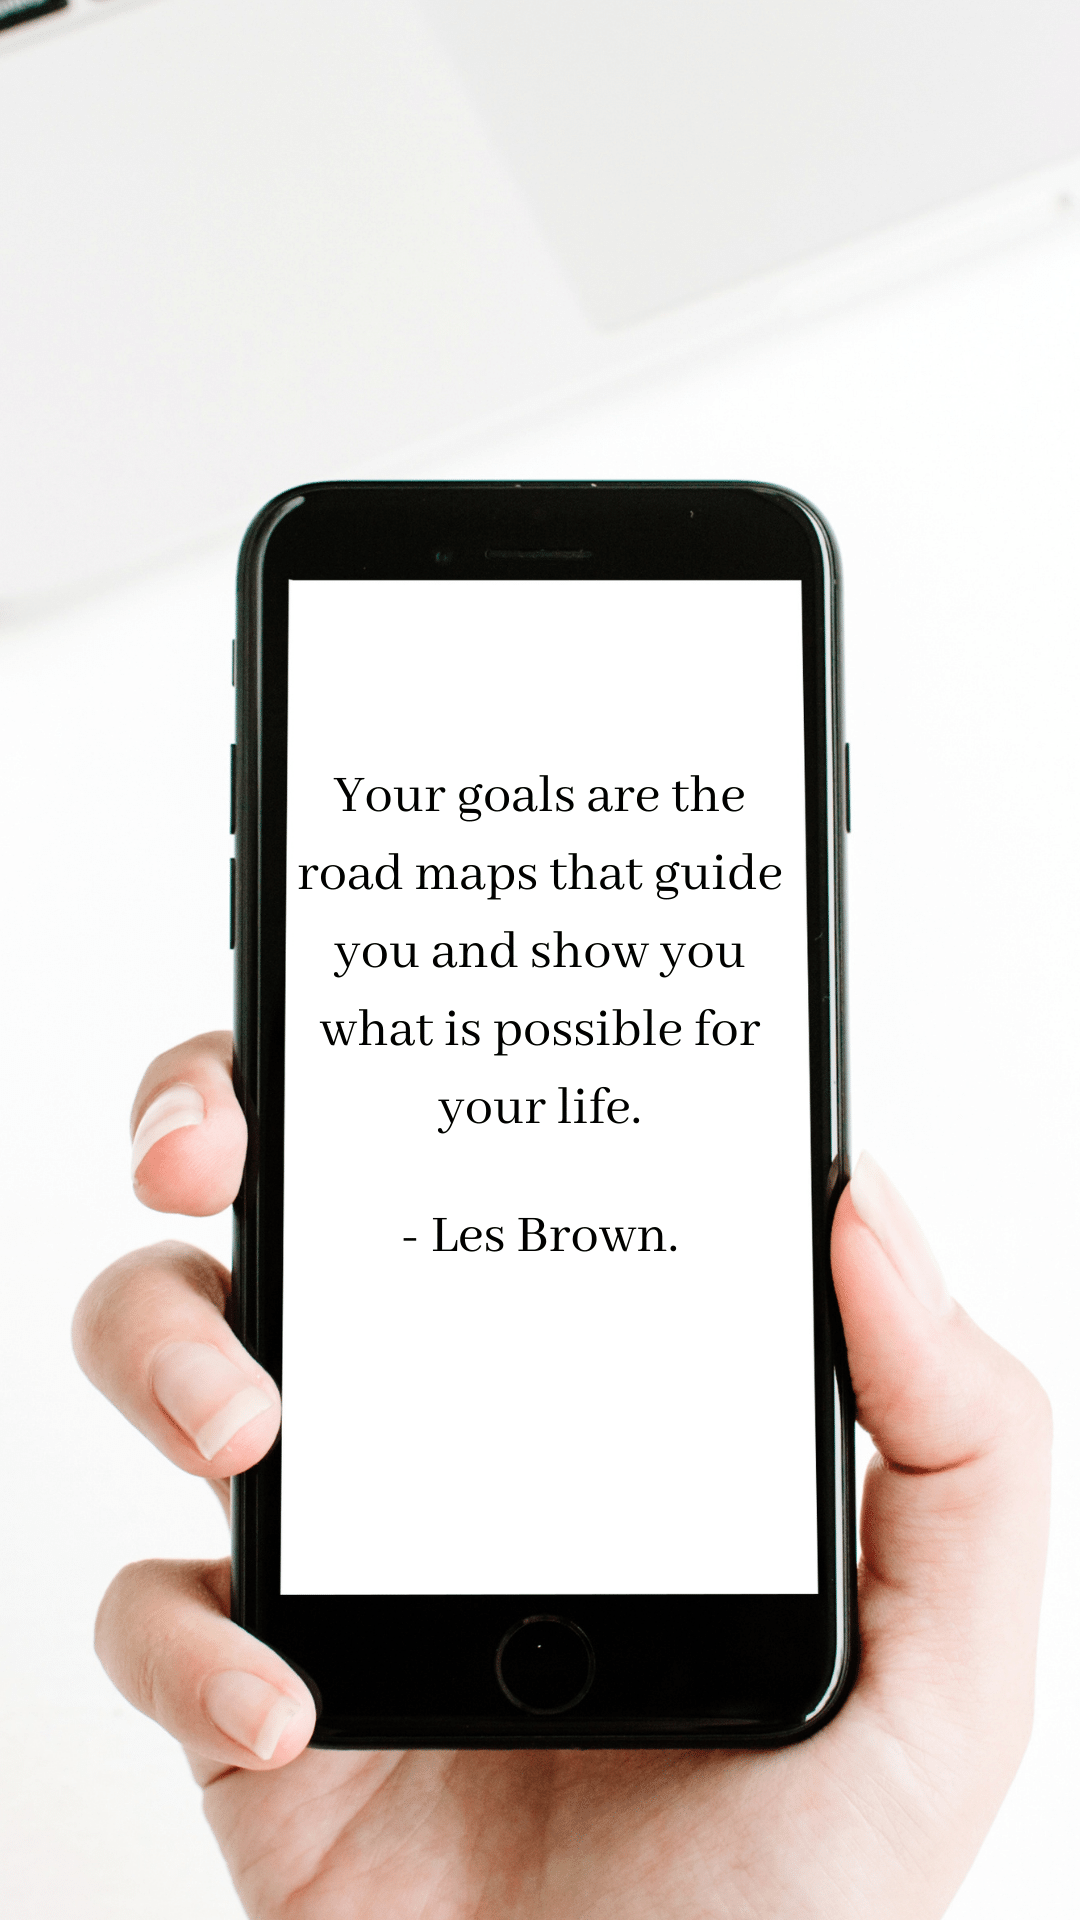 Your goals are the
road maps that guide
you and show you
what is possible for
your life.
- Les Brown.